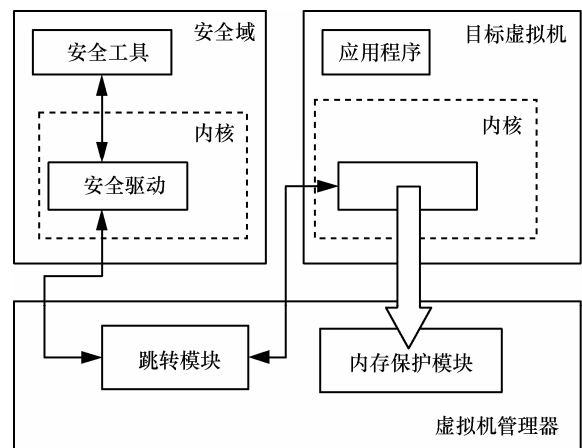 安全域
安全工具
内核
安全驱动
目标虚拟机
应用程序
内核
跳转模块
内存保护模块
虚拟机管理器